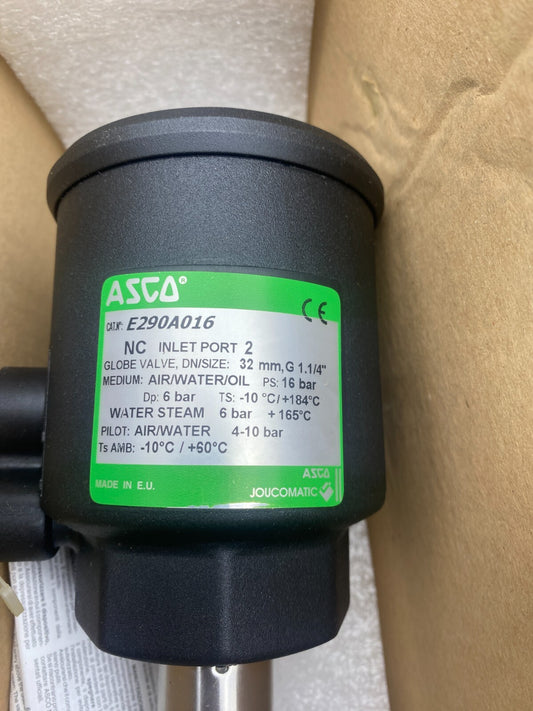 ASCO®
CE
CAT.Nº: E290A016
NC INLET PORT 2
GLOBE VALVE, DN/SIZE: 32 mm,G 1.1/4"
MEDIUM: AIR/WATER/OIL PS: 16 bar
Dp: 6 bar TS: -10 °C/+184°C
WATER STEAM 6 bar +165°C
PILOT: AIR/WATER 4-10 bar
Ts AMB: -10°C / +60°C
MADE IN E.U.
ASCO
JOUCOMATIC